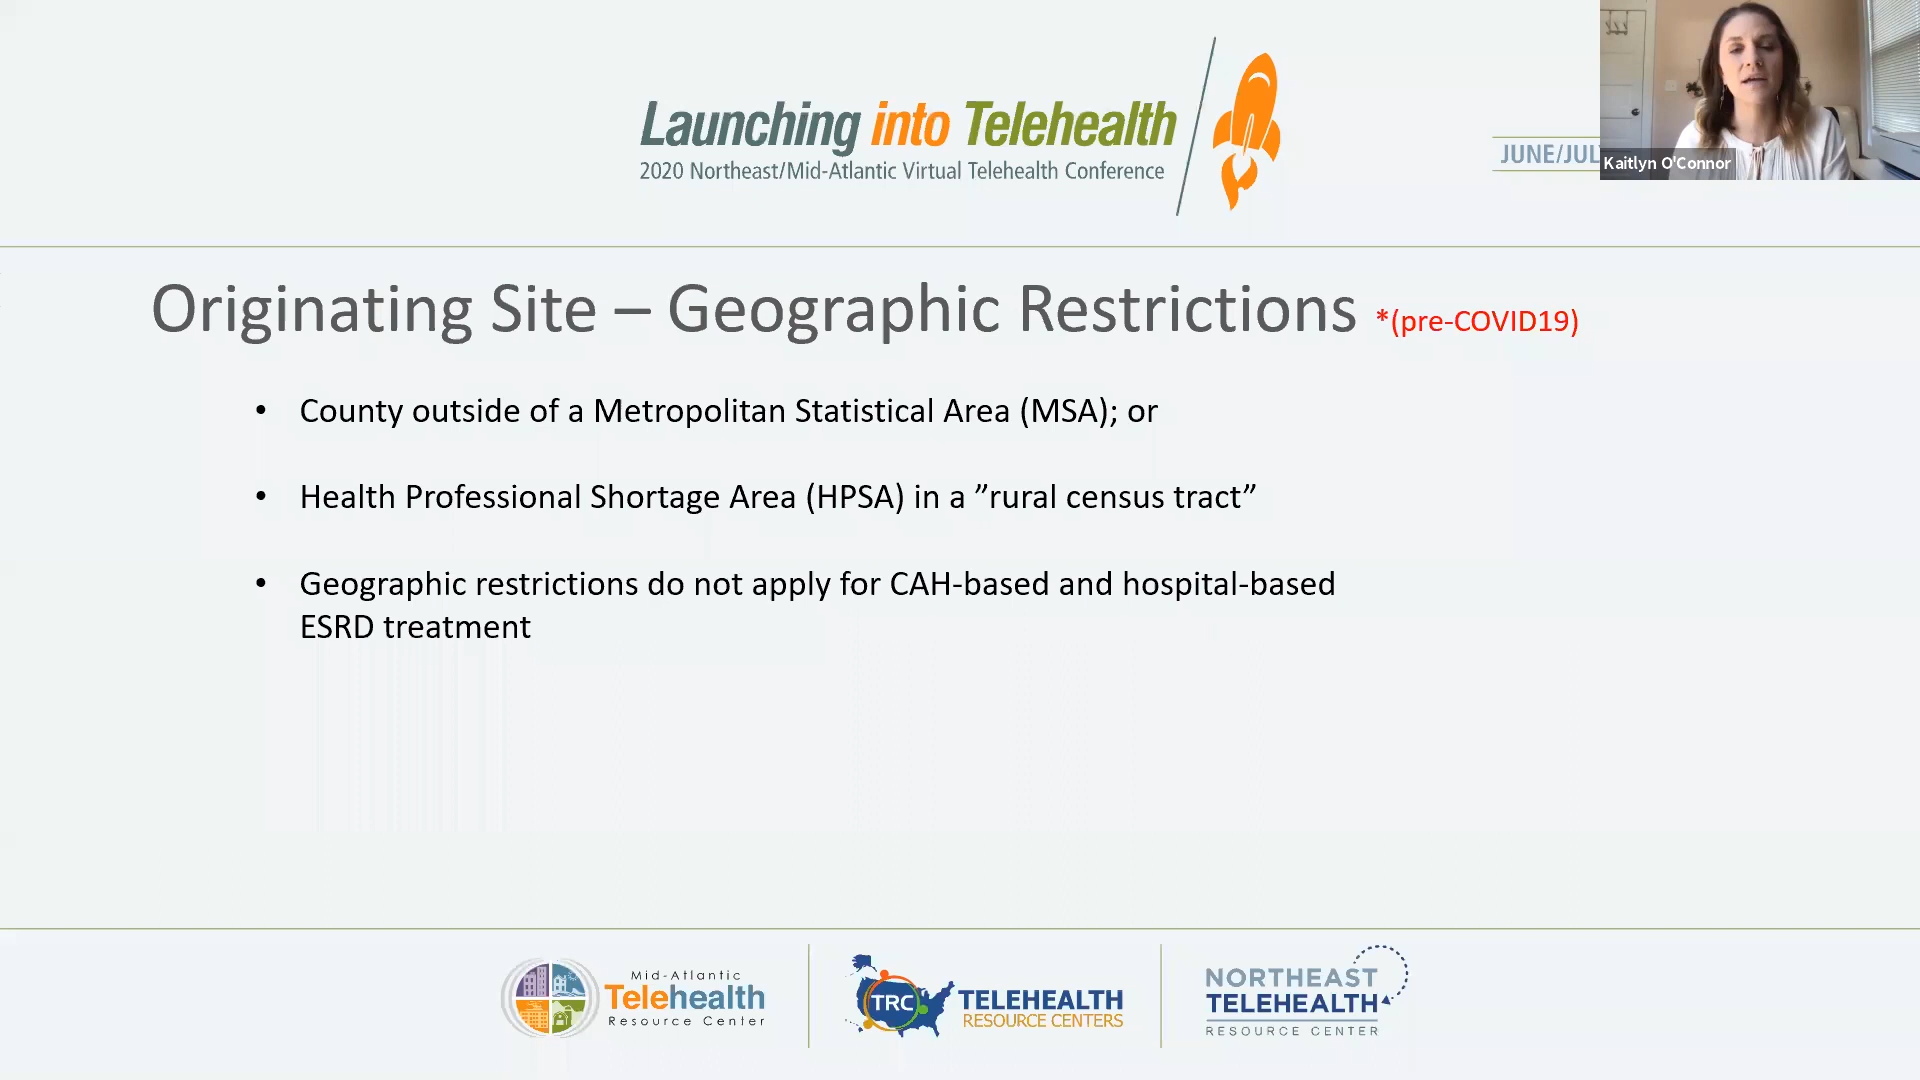 Launching into Telehealth
2020 Northeast/Mid-Atlantic Virtual Telehealth Conference
JUNE/JUL
Kaitlyn O'Connor
Originating Site – Geographic Restrictions *(pre-COVID19)
• County outside of a Metropolitan Statistical Area (MSA); or
• Health Professional Shortage Area (HPSA) in a ”rural census tract”
• Geographic restrictions do not apply for CAH-based and hospital-based
ESRD treatment
Mid-Atlantic
Telehealth
Resource Center
TRC
TELEHEALTH
RESOURCE CENTERS
NORTHEAST
TELEHEALTH
RESOURCE CENTER